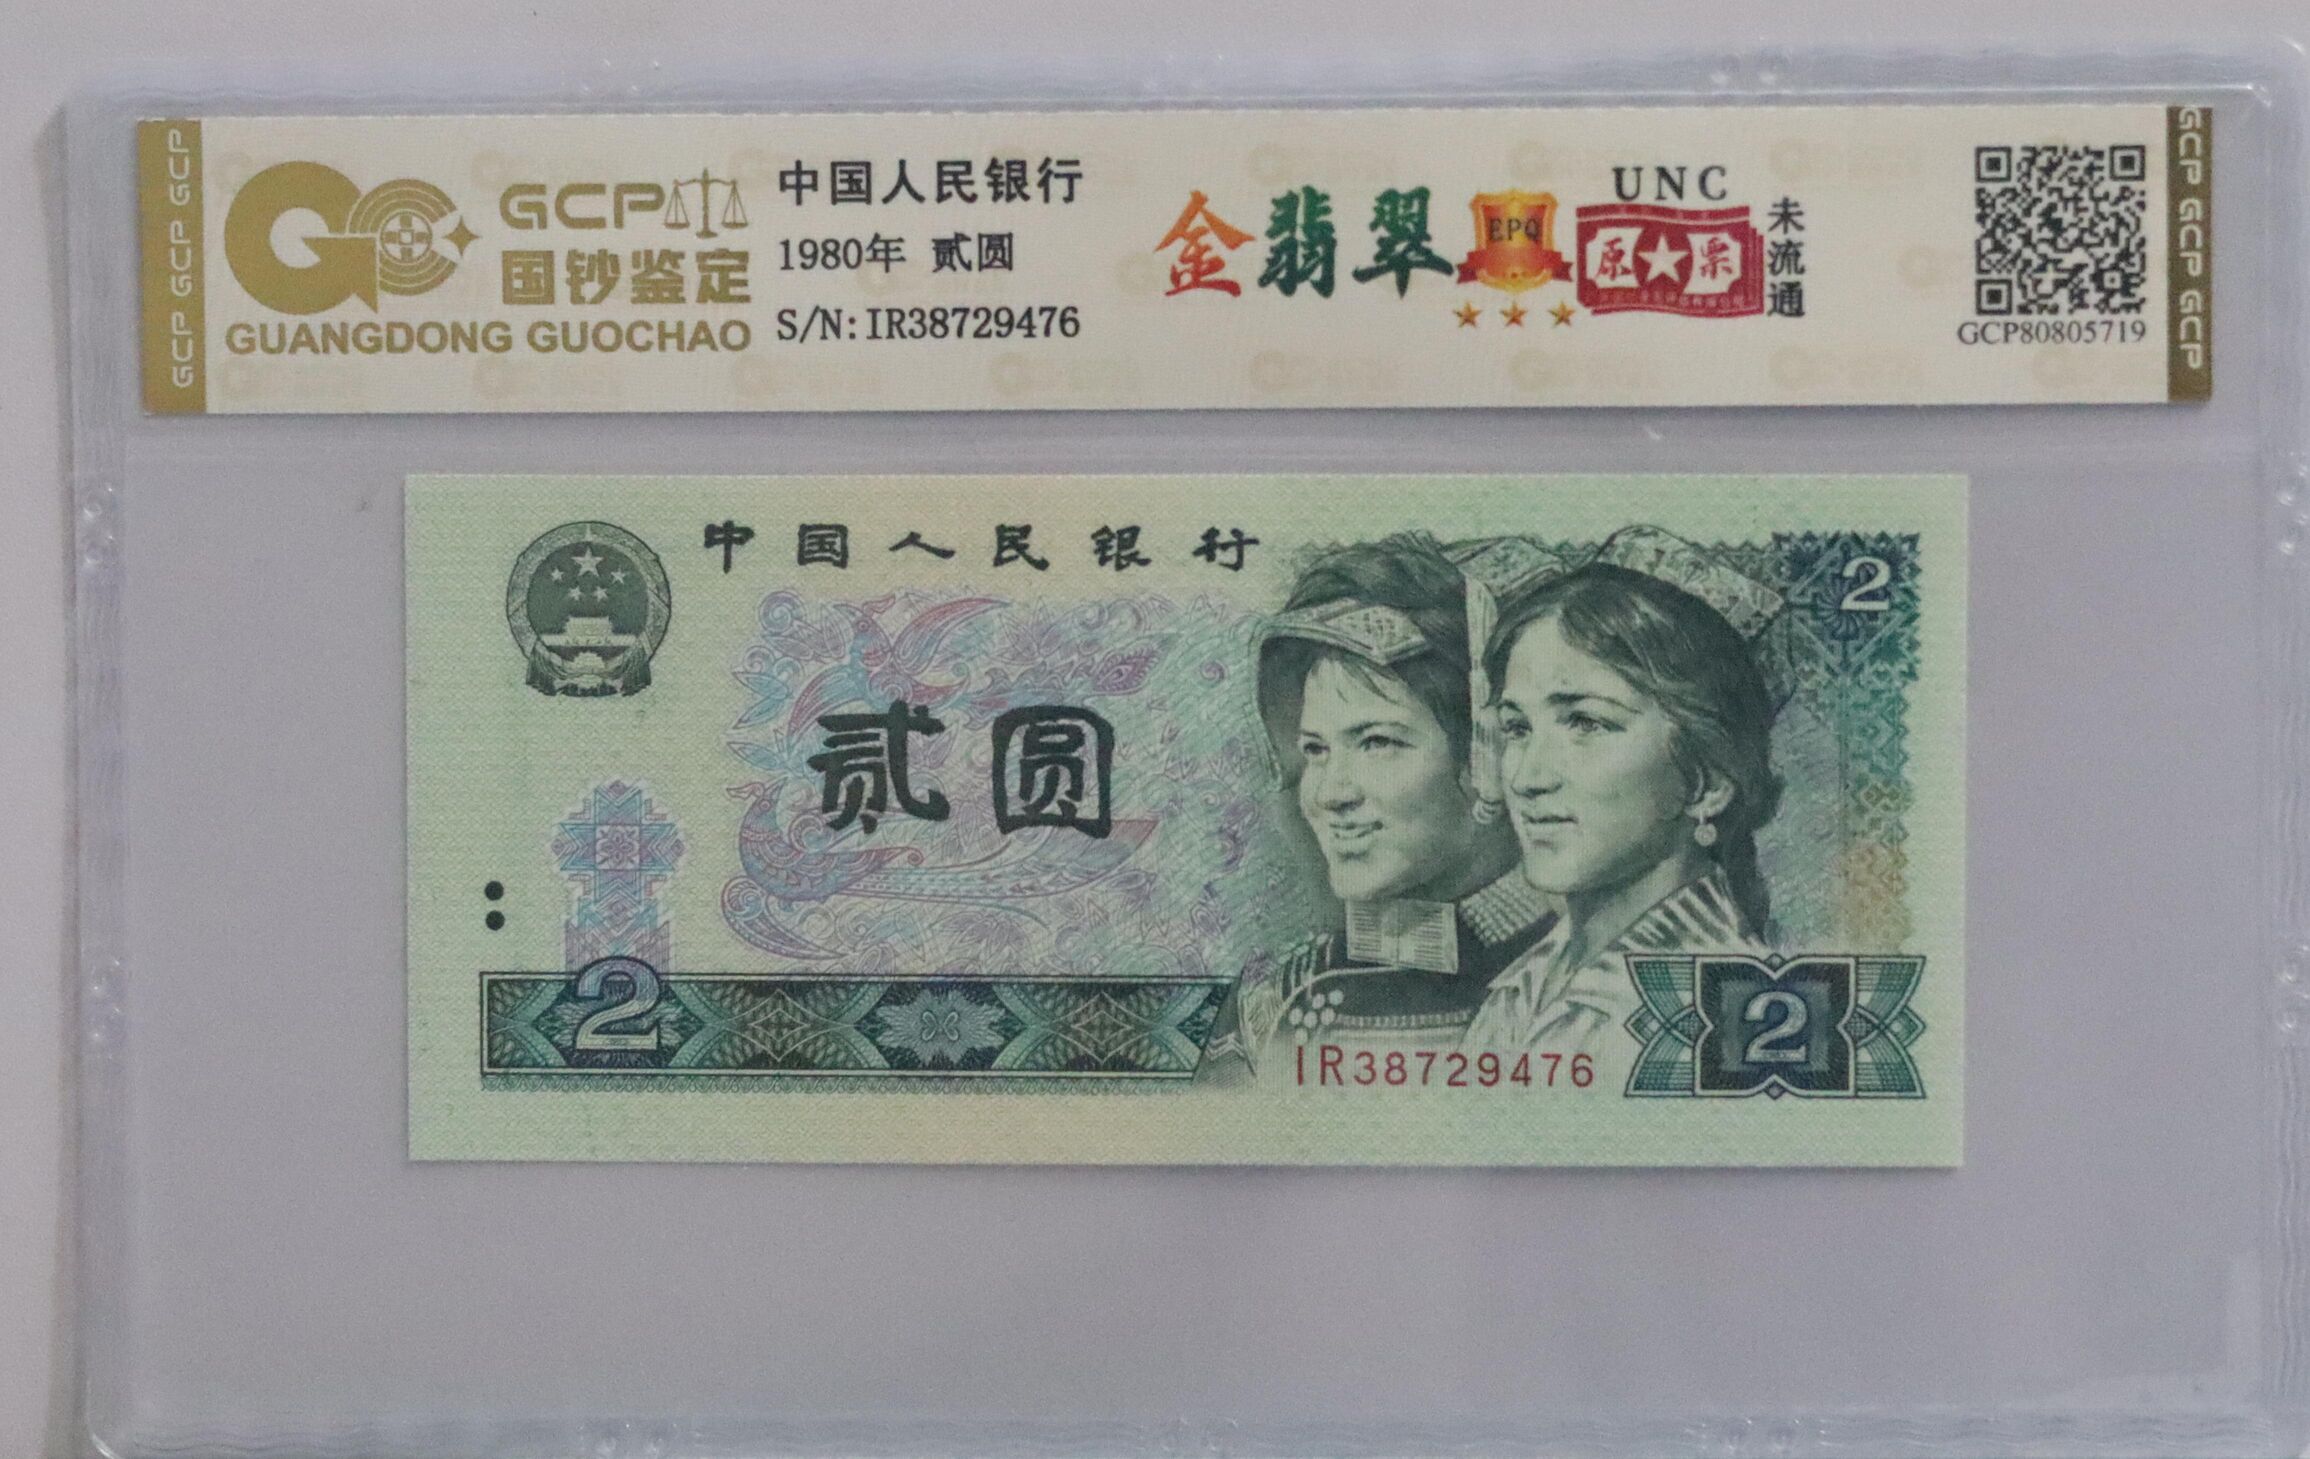 GCP GCP GCP
GCP
国钞鉴定
GUANGDONG GUOCHAO
中国人民银行
1980年 贰圆
S/N:IR38729476
金翡翠
EPQ
UNC
原★票
未流通
GCP80805719
GCP GCP GCP
中国人民银行
2
贰圆
2
IR38729476
2